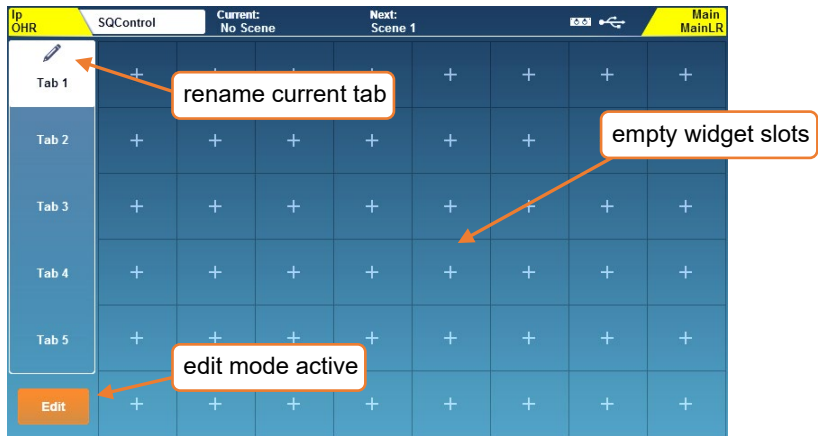 Ip
OHR
SQControl
Current:
No Scene
Next:
Scene 1
Main
MainLR
Tab 1
rename current tab
Tab 2
empty widget slots
Tab 3
Tab 4
Tab 5
edit mode active
Edit